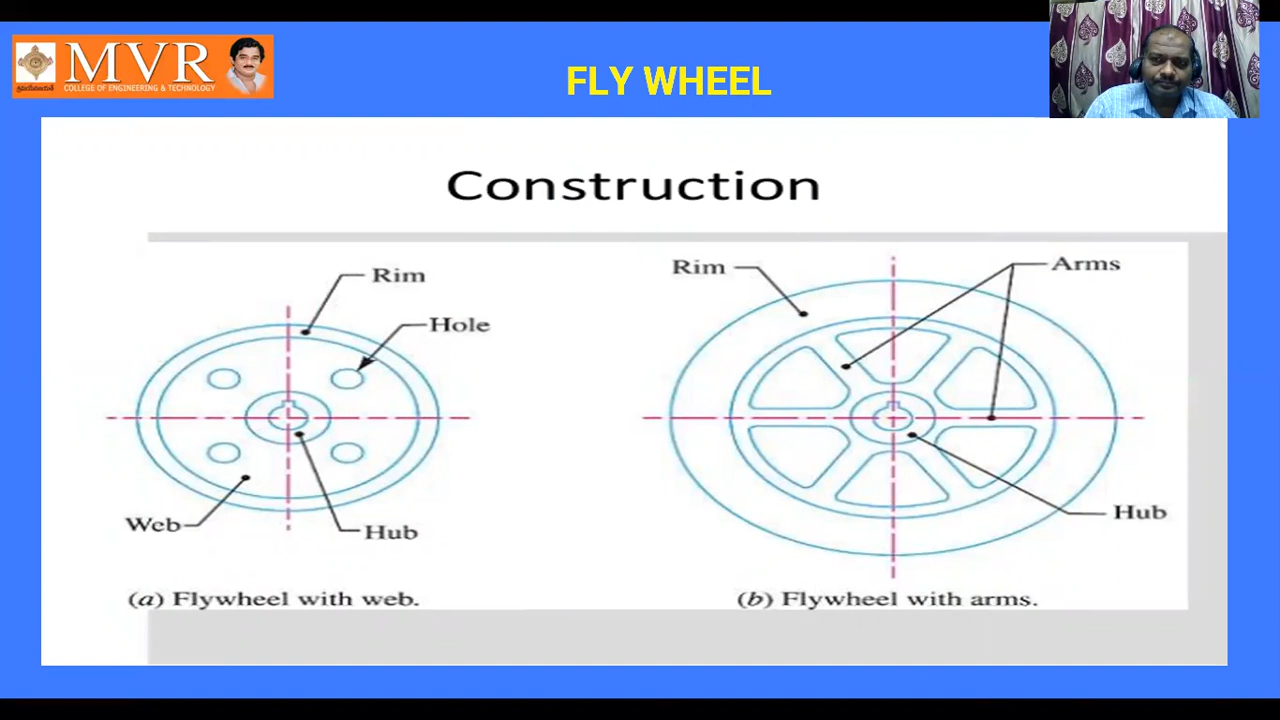 MVR
COLLEGE OF ENGINEERING & TECHNOLOGY
FLY WHEEL
Construction
Rim
Hole
Web
Hub
(a) Flywheel with web.
Rim
Arms
Hub
(b) Flywheel with arms.